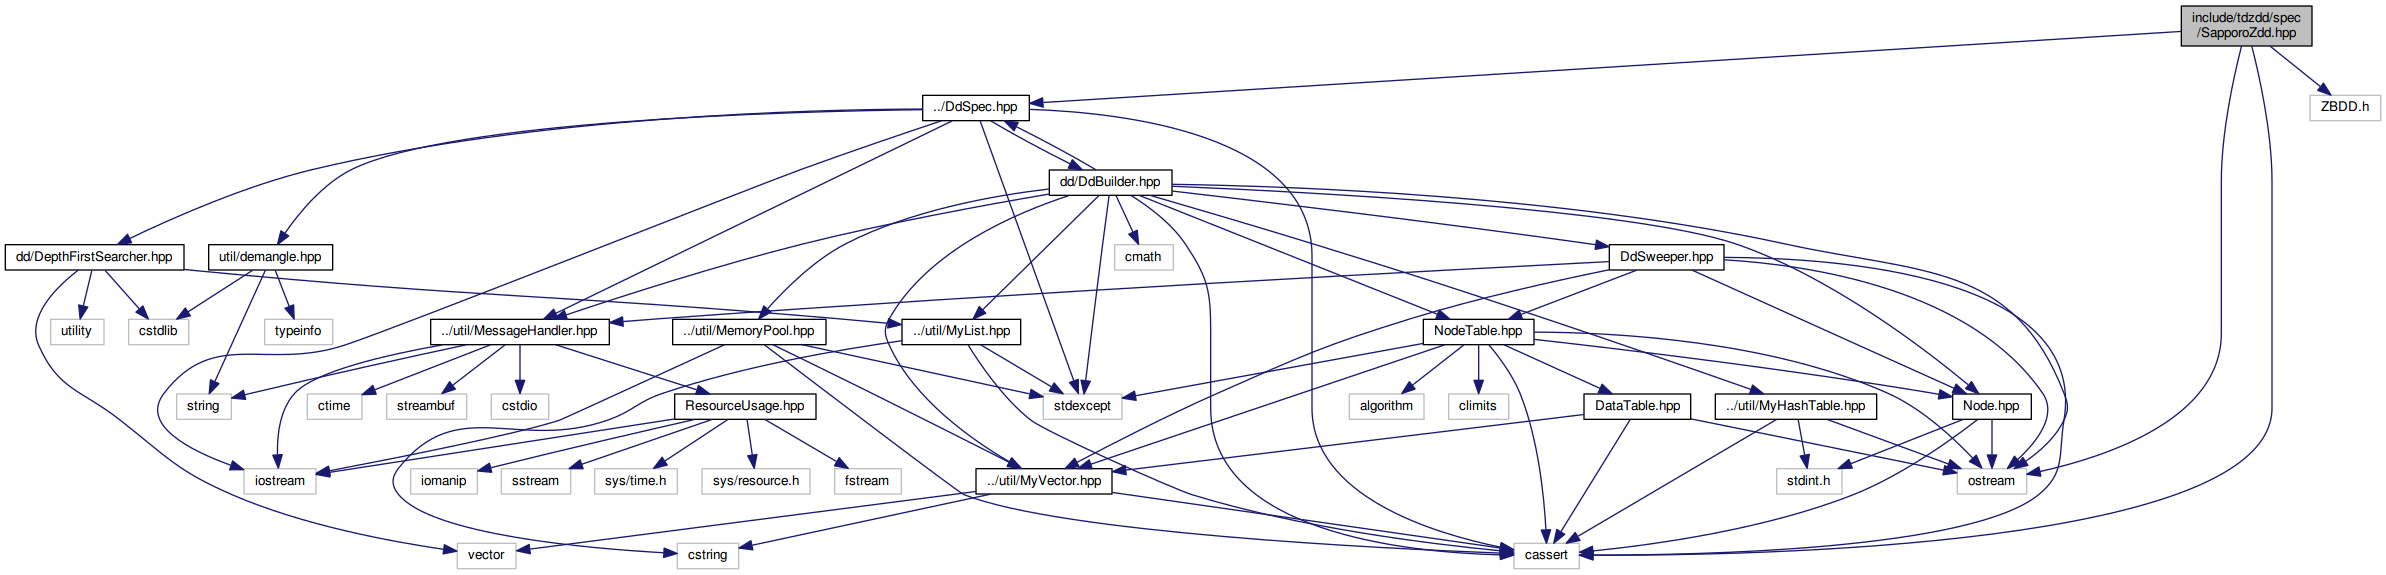 include/tdzdd/spec
/SapporoZdd.hpp
../DdSpec.hpp
ZBDD.h
dd/DdBuilder.hpp
dd/DepthFirstSearcher.hpp
util/demangle.hpp
cmath
DdSweeper.hpp
utility
cstdlib
typeinfo
../util/MessageHandler.hpp
../util/MemoryPool.hpp
../util/MyList.hpp
NodeTable.hpp
string
ctime
streambuf
cstdio
ResourceUsage.hpp
stdexcept
algorithm
climits
DataTable.hpp
../util/MyHashTable.hpp
Node.hpp
iostream
iomanip
sstream
sys/time.h
sys/resource.h
fstream
../util/MyVector.hpp
stdint.h
ostream
vector
cstring
cassert